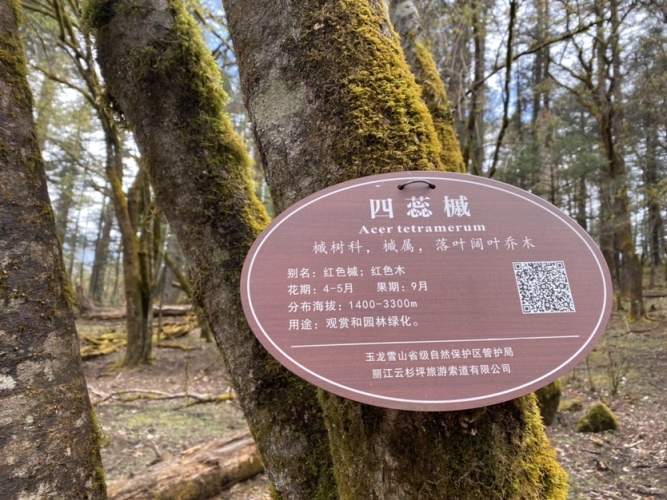 四蕊槭
Acer tetramerum
槭树科，槭属，落叶阔叶乔木
别名：红色槭；红色木
花期：4-5月 果期：9月
分布海拔：1400-3300m
用途：观赏和园林绿化。
玉龙雪山省级自然保护区管护局
丽江云杉坪旅游索道有限公司